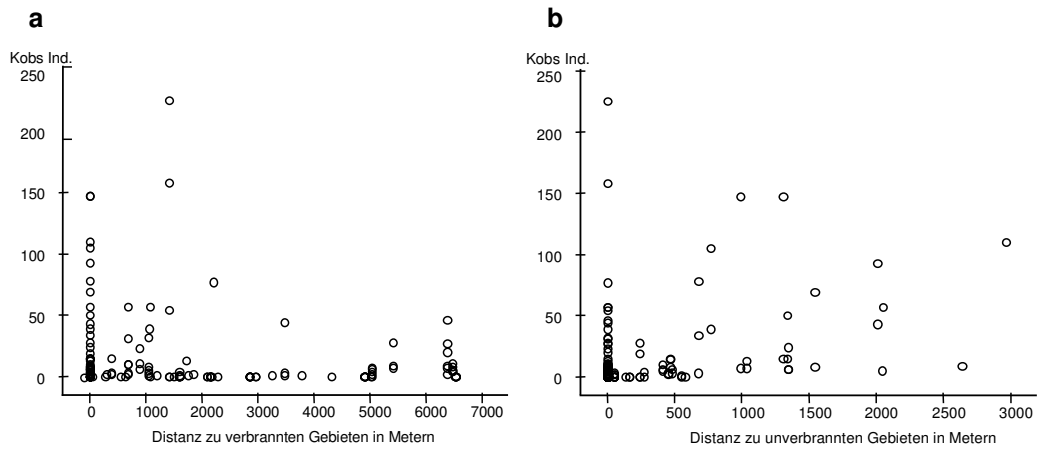 a
Kobs Ind.
250
200
150
100
50
0
0 1000 2000 3000 4000 5000 6000 7000
Distanz zu verbrannten Gebieten in Metern
b
Kobs Ind.
250
200
150
100
50
0
0 500 1000 1500 2000 2500 3000
Distanz zu unverbrannten Gebieten in Metern